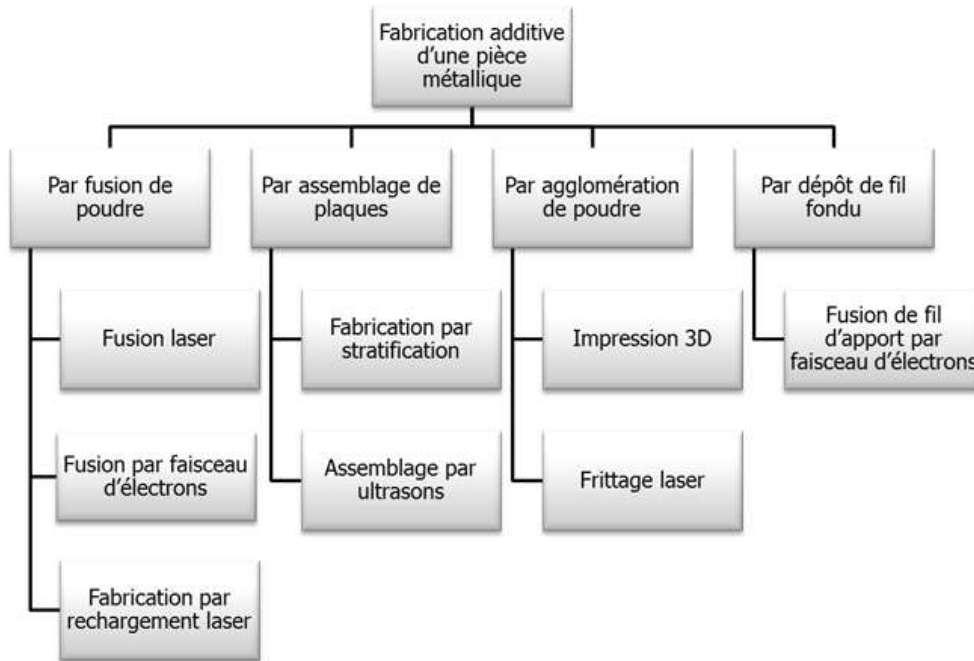 Fabrication additive
d'une pièce
métallique
Par fusion de
poudre
Par assemblage de
plaques
Par agglomération
de poudre
Par dépôt de fil
fondu
Fusion laser
Fabrication par
stratification
Impression 3D
Fusion de fil
d'apport par
faisceau d'électrons
Fusion par faisceau
d'électrons
Assemblage par
ultrasons
Frittage laser
Fabrication par
rechargement laser